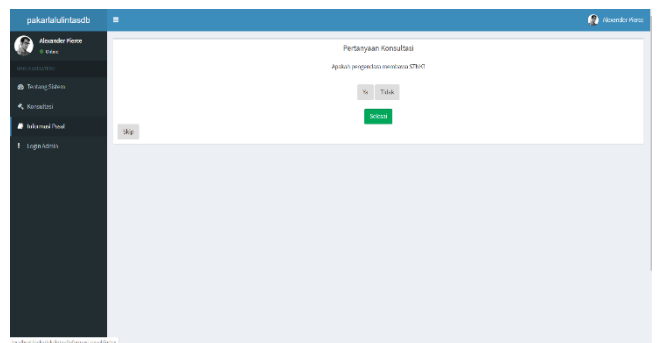 pakarlalulintasdb
Alexander Pierce
Alexander Pierce
Online
Tentang Sistem
Konsultasi
Informasi Pasal
Login Admin
Pertanyaan Konsultasi
Apakah pengendara membawa STNK?
Ya Tidak
Selesai
Skip